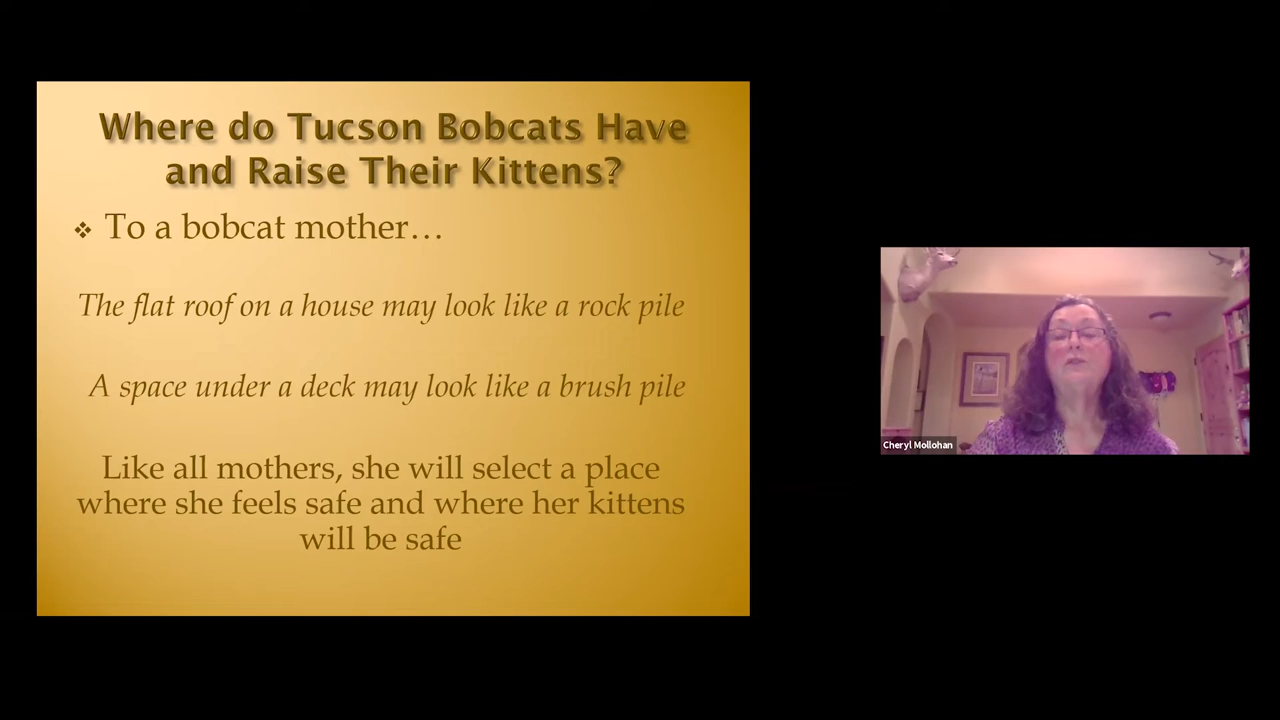 Where do Tucson Bobcats Have
and Raise Their Kittens?
❖ To a bobcat mother…
The flat roof on a house may look like a rock pile
A space under a deck may look like a brush pile
Like all mothers, she will select a place
where she feels safe and where her kittens
will be safe
Cheryl Mollohan